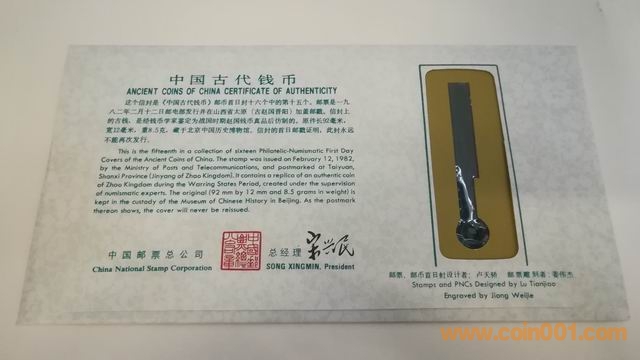 中国古代钱币
ANCIENT COINS OF CHINA CERTIFICATE OF AUTHENTICITY
这个信封是《中国古代钱币》邮币首日封十六个中的第十五个。邮票是一九
八二年二月十二日邮电部发行并在山西省太原（古赵国晋阳）加盖邮戳。信封上
的古钱，是经钱币学家鉴定为战国时期赵国钱币真品后仿制的。原件长92毫米，
宽12毫米，重8.5克，藏于北京中国历史博物馆。信封的首日邮戳证明，此封永远
不能再次发行。
This is the fifteenth in a collection of sixteen Philatelic-Numismatic First Day
Covers of the Ancient Coins of China. The stamp was issued on February 12, 1982,
by the Ministry of Posts and Telecommunications, and postmarked at Taiyuan,
Shanxi Province (Jinyang of Zhao Kingdom). It contains a replica of an authentic coin
of Zhao Kingdom during the Warring States Period, created under the supervision
of numismatic experts. The original (92 mm by 12 mm and 8.5 grams in weight) is
kept in the custody of the Museum of Chinese History in Beijing. As the postmark
thereon shows, the cover will never be reissued.
中国邮票总公司
China National Stamp Corporation
总经理 宋兴民
SONG XINGMIN, President
邮票、邮币首日封设计者：卢天骄 邮票雕刻者：姜伟杰
Stamps and PNCs Designed by Lu Tianjiao
Engraved by Jiang Weijie
www.coin001.com